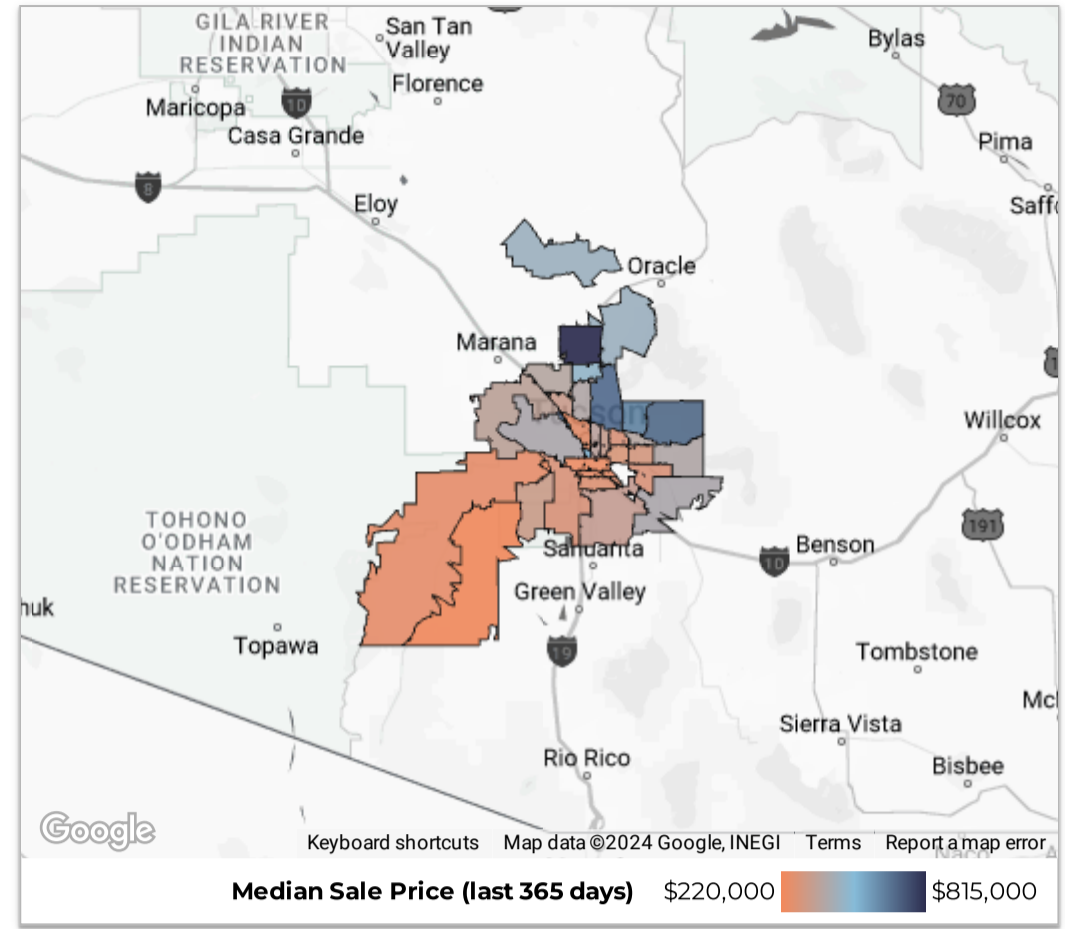 GILA RIVER
INDIAN
RESERVATION
San Tan
Valley
Bylas
Florence
Maricopa
10
70
Casa Grande
Pima
8
Eloy
Oracle
Marana
Tucson
Willcox
TOHONO
O'ODHAM
NATION
RESERVATION
191
Benson
10
Sahuarita
Green Valley
Topawa
19
Tombstone
Sierra Vista
Rio Rico
Bisbee
Google
Keyboard shortcuts
Map data ©2024 Google, INEGI
Terms
Report a map error
Naco
Median Sale Price (last 365 days)
$220,000
$815,000